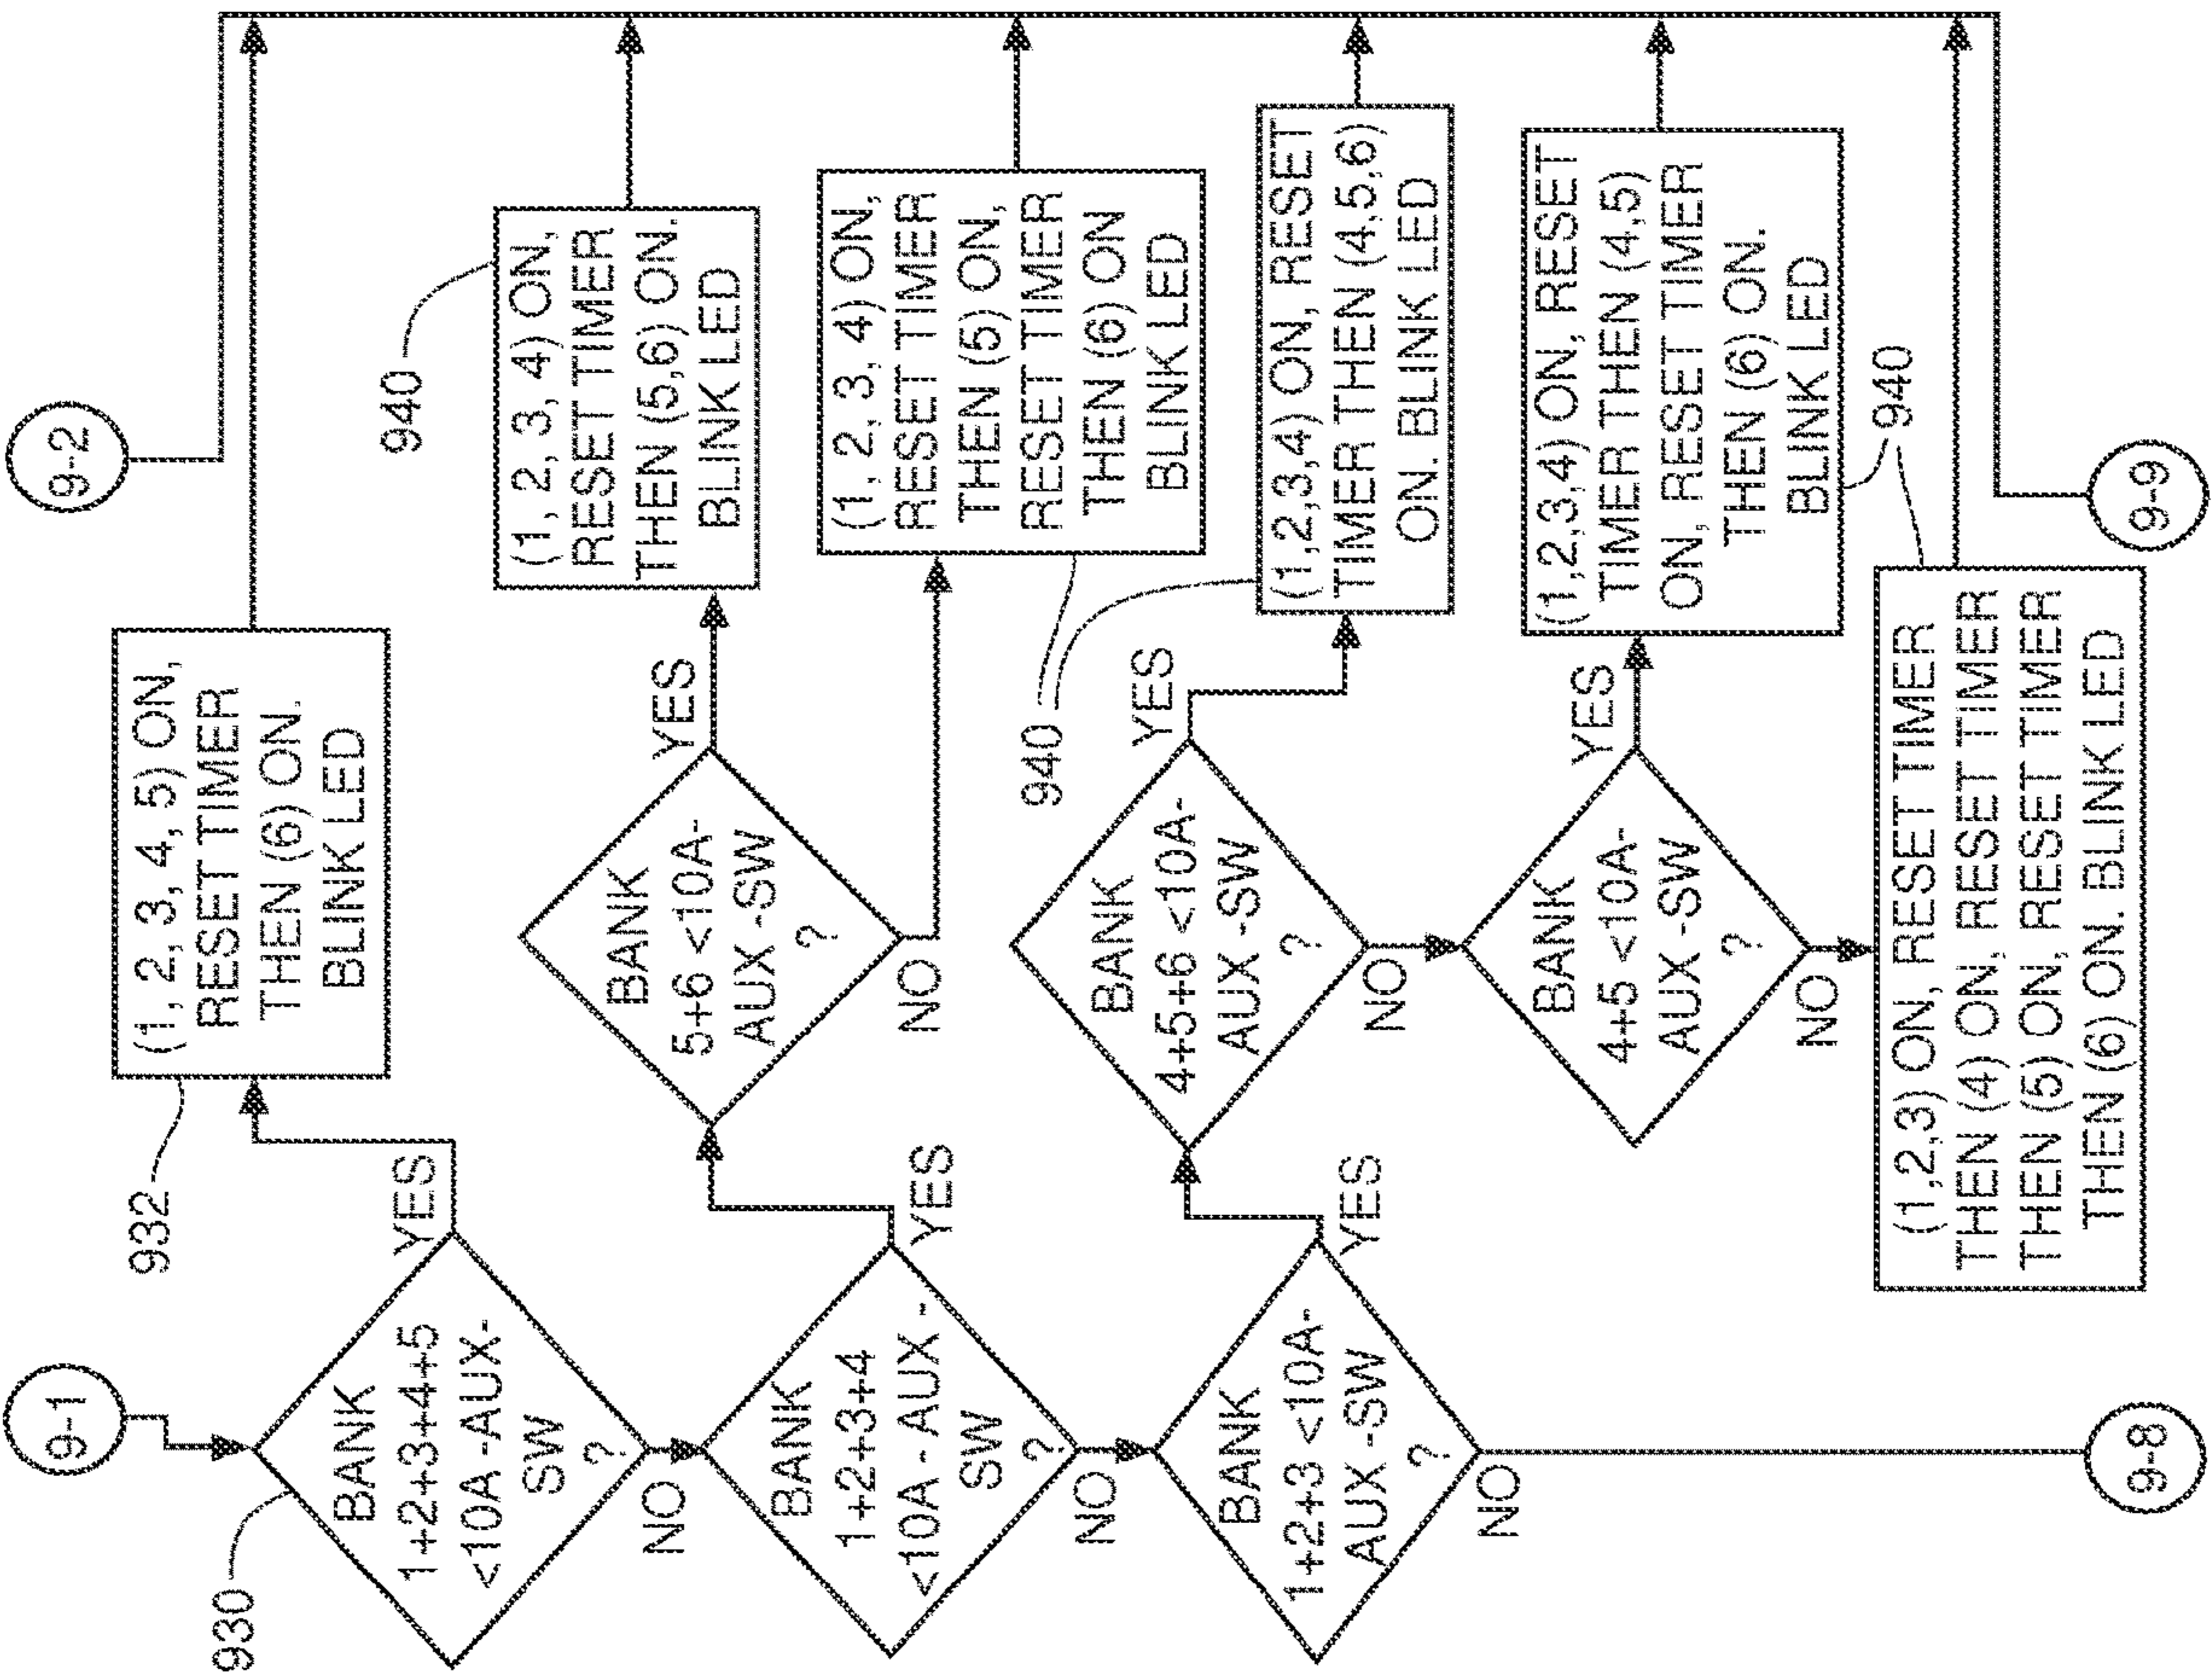 9-1
9-2
930
BANK
1+2+3+4+5
<10A -AUX-
SW
?
YES
NO
932
(1, 2, 3, 4, 5) ON,
RESET TIMER
THEN (6) ON.
BLINK LED
BANK
1+2+3+4
<10A - AUX -
SW
?
YES
NO
BANK
5+6 <10A-
AUX -SW
?
YES
NO
940
(1, 2, 3, 4) ON,
RESET TIMER
THEN (5,6) ON.
BLINK LED
(1, 2, 3, 4) ON,
RESET TIMER
THEN (5) ON,
RESET TIMER
THEN (6) ON
BLINK LED
940
BANK
1+2+3 <10A-
AUX -SW
?
YES
NO
BANK
4+5+6 <10A-
AUX -SW
?
YES
NO
(1,2,3,4) ON, RESET
TIMER THEN (4,5,6)
ON. BLINK LED
BANK
4+5 <10A-
AUX -SW
?
YES
NO
(1,2,3,4) ON, RESET
TIMER THEN (4,5)
ON, RESET TIMER
THEN (6) ON.
BLINK LED
940
(1,2,3) ON, RESET TIMER
THEN (4) ON, RESET TIMER
THEN (5) ON, RESET TIMER
THEN (6) ON. BLINK LED
9-8
9-9